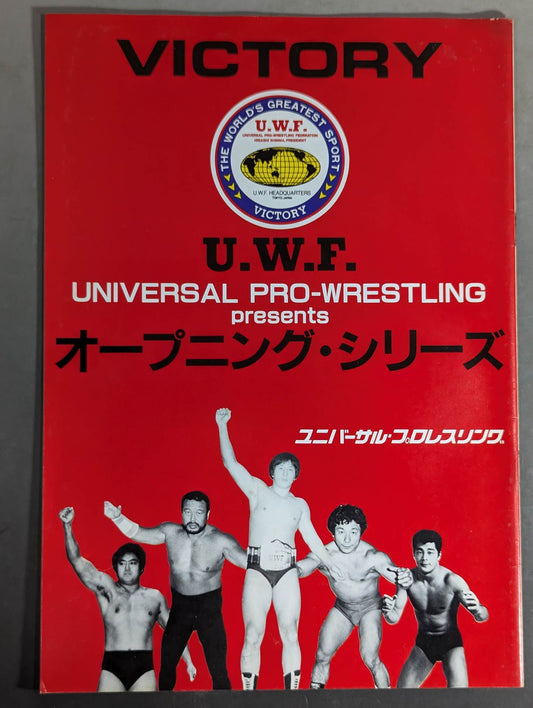 VICTORY
THE WORLD'S GREATEST SPORT
U.W.F.
UNIVERSAL PRO-WRESTLING FEDERATION
U.W.F. HEADQUARTERS
TOKYO, JAPAN
VICTORY
U.W.F.
UNIVERSAL PRO-WRESTLING
presents
オープニング・シリーズ
ユニバーサル・プロレスリング